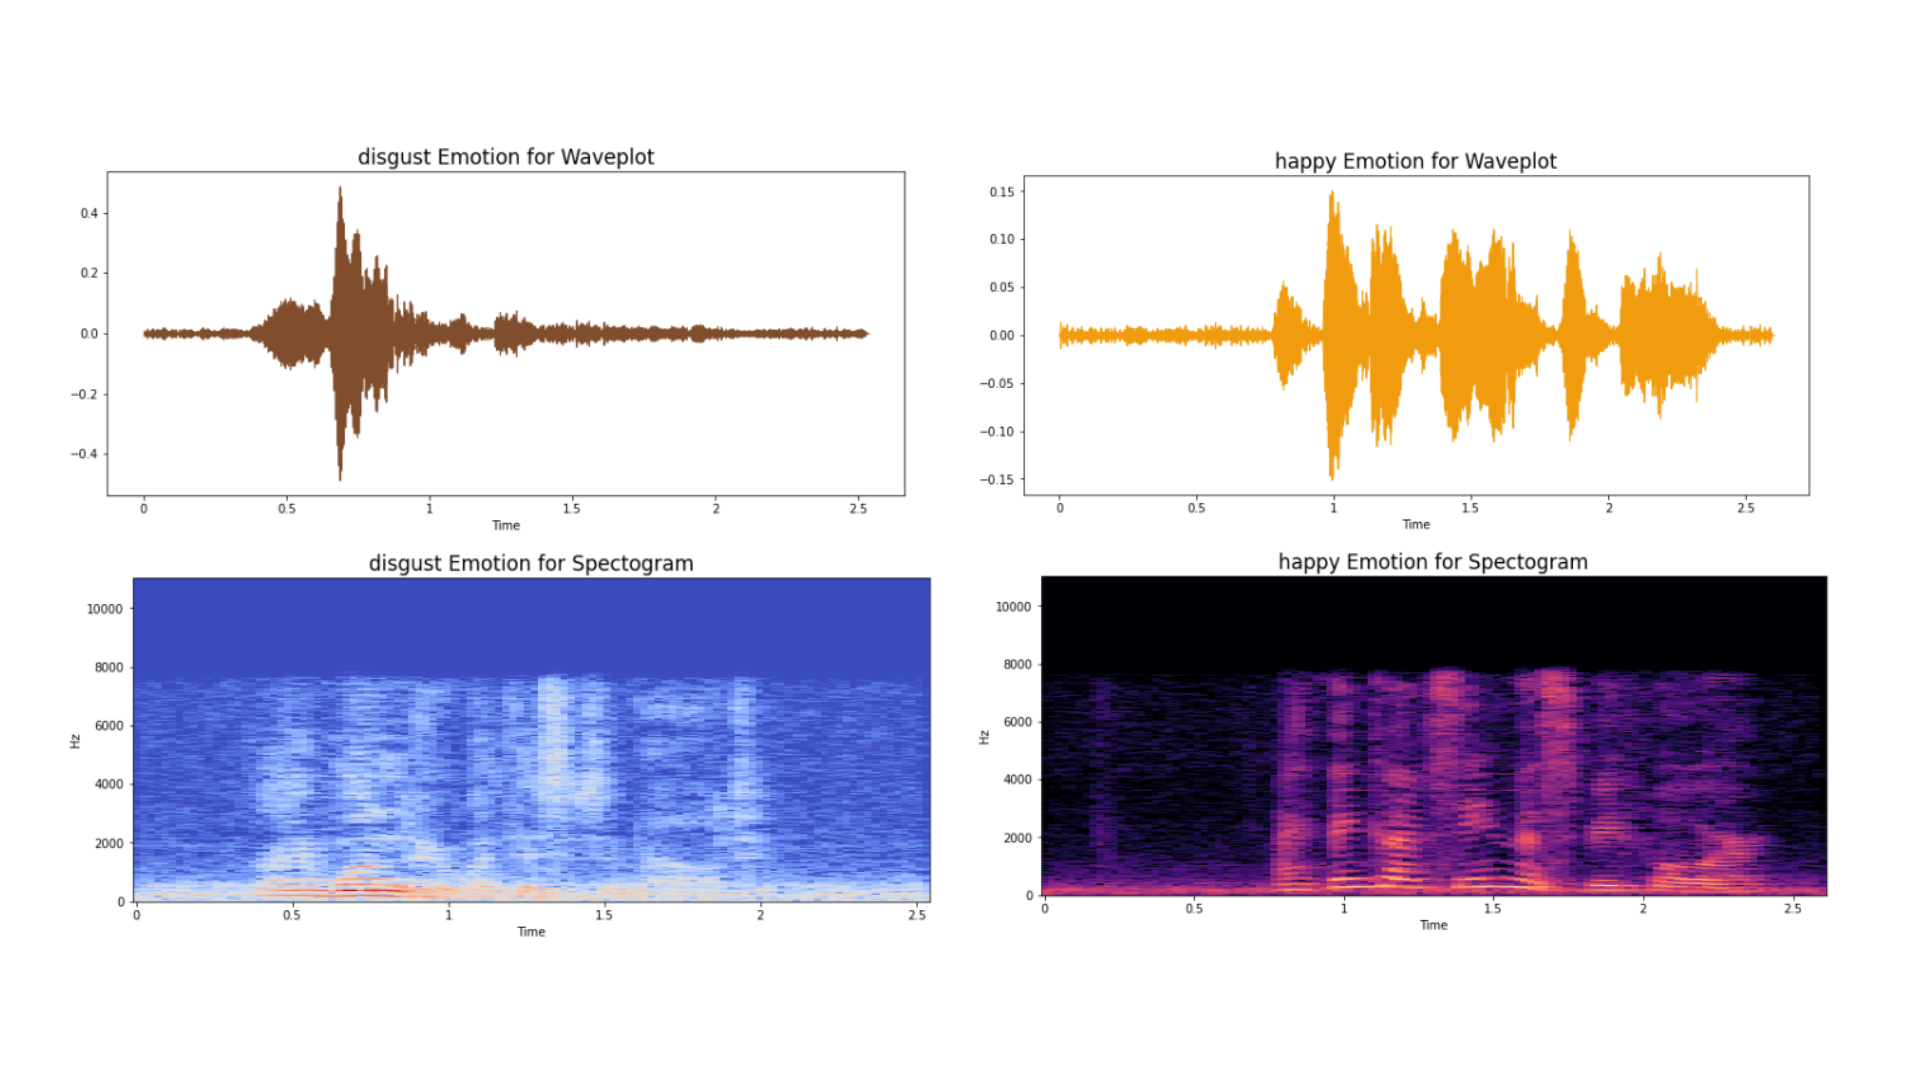 disgust Emotion for Waveplot
0.4
0.2
0.0
−0.2
−0.4
0 0.5 1 1.5 2 2.5
Time
happy Emotion for Waveplot
0.15
0.10
0.05
0.00
−0.05
−0.10
−0.15
0 0.5 1 1.5 2 2.5
Time
disgust Emotion for Spectogram
10000
8000
6000
Hz
4000
2000
0
0 0.5 1 1.5 2 2.5
Time
happy Emotion for Spectogram
10000
8000
6000
Hz
4000
2000
0
0 0.5 1 1.5 2 2.5
Time